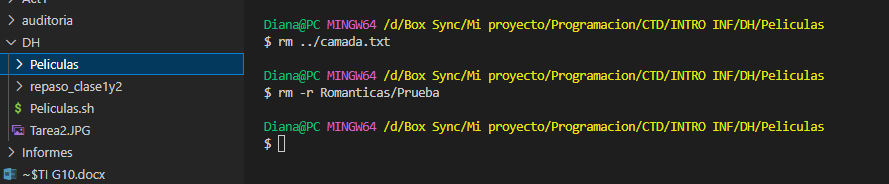 Act1
auditoria
DH
Peliculas
repaso_clase1y2
$ Peliculas.sh
Tarea2.JPG
Informes
~$TI G10.docx
Diana@PC MINGW64 /d/Box Sync/Mi proyecto/Programacion/CTD/INTRO INF/DH/Peliculas
$ rm ../camada.txt
Diana@PC MINGW64 /d/Box Sync/Mi proyecto/Programacion/CTD/INTRO INF/DH/Peliculas
$ rm -r Romanticas/Prueba
Diana@PC MINGW64 /d/Box Sync/Mi proyecto/Programacion/CTD/INTRO INF/DH/Peliculas
$